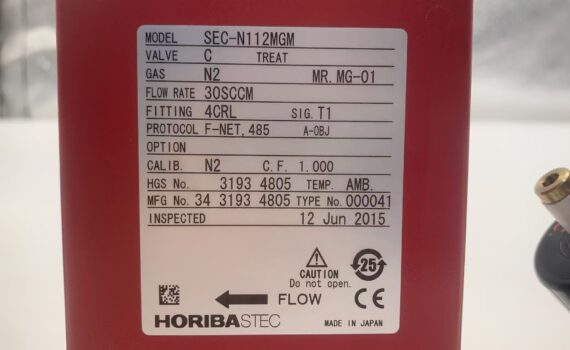 MODEL SEC-N112MGM
VALVE C TREAT
GAS N2 MR. MG-01
FLOW RATE 30SCCM
FITTING 4CRL SIG. T1
PROTOCOL F-NET, 485 A-OBJ
OPTION
CALIB. N2 C.F. 1.000
HGS No. 3193 4805 TEMP. AMB.
MFG No. 34 3193 4805 TYPE No. 000041
INSPECTED 12 Jun 2015
CAUTION
Do not open.
25
FLOW
CE
HORIBASTEC
MADE IN JAPAN